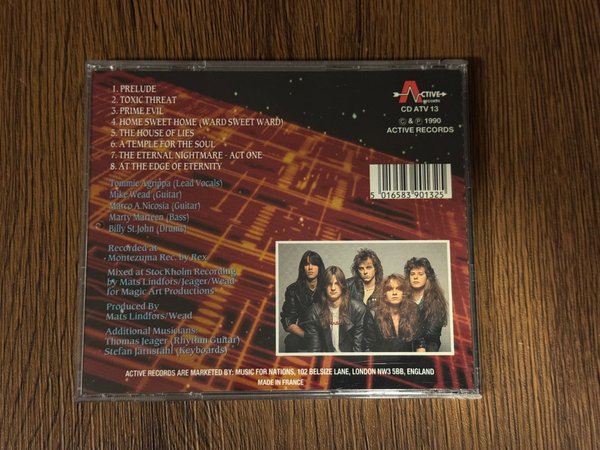 1. PRELUDE
2. TOXIC THREAT
3. PRIME EVIL
4. HOME SWEET HOME (WARD SWEET WARD)
5. THE HOUSE OF LIES
6. A TEMPLE FOR THE SOUL
7. THE ETERNAL NIGHTMARE - ACT ONE
8. AT THE EDGE OF ETERNITY
Tommie Agrippa (Lead Vocals)
Mike Wead (Guitar)
Marco A. Nicosia (Guitar)
Marty Marteen (Bass)
Billy St. John (Drums)
Recorded at
Montezuma Rec. by Rex
Mixed at Stockholm Recording
by Mats Lindfors/Jeager/Wead
for Magic Art Productions
Produced By
Mats Lindfors/Wead
Additional Musicians:
Thomas Jeager (Rhythm Guitar)
Stefan Jarnstahl (Keyboards)
ACTIVE
Records
CD ATV 13
© & ℗ 1990
ACTIVE RECORDS
5 016583 901325
ACTIVE RECORDS ARE MARKETED BY: MUSIC FOR NATIONS, 102 BELSIZE LANE, LONDON NW3 5BB, ENGLAND
MADE IN FRANCE